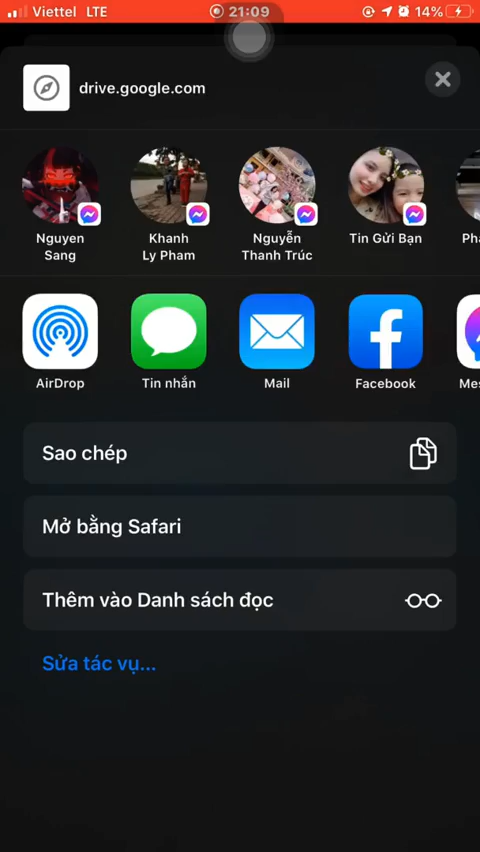 Viettel LTE 21:09 14%
drive.google.com
Nguyen Sang
Khanh Ly Pham
Nguyễn Thanh Trúc
Tin Gửi Bạn
AirDrop
Tin nhắn
Mail
Facebook
Sao chép
Mở bằng Safari
Thêm vào Danh sách đọc
Sửa tác vụ...